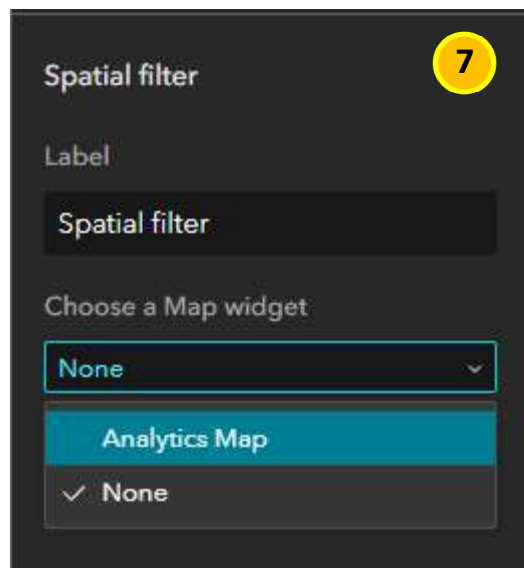 Spatial filter
7
Label
Spatial filter
Choose a Map widget
None
Analytics Map
None